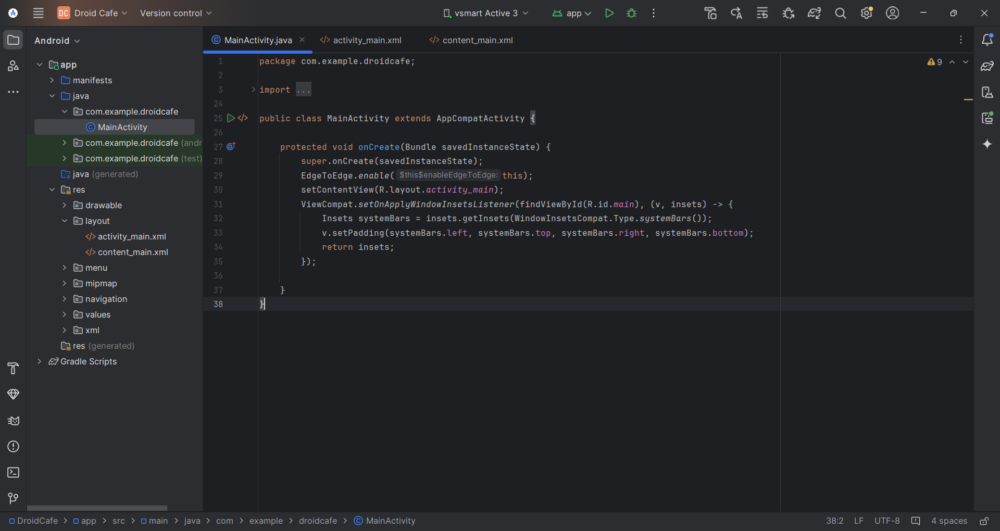 DC Droid Cafe Version control vsmart Active 3 app
Android
MainActivity.java activity_main.xml content_main.xml
app
manifests
java
com.example.droidcafe
MainActivity
com.example.droidcafe (andr
com.example.droidcafe (test)
java (generated)
res
drawable
layout
activity_main.xml
content_main.xml
menu
mipmap
navigation
values
xml
res (generated)
Gradle Scripts
1 package com.example.droidcafe;
2
3 import ...
24
25 public class MainActivity extends AppCompatActivity {
26
27 protected void onCreate(Bundle savedInstanceState) {
28 super.onCreate(savedInstanceState);
29 EdgeToEdge.enable( $this$enableEdgeToEdge: this);
30 setContentView(R.layout.activity_main);
31 ViewCompat.setOnApplyWindowInsetsListener(findViewById(R.id.main), (v, insets) -> {
32 Insets systemBars = insets.getInsets(WindowInsetsCompat.Type.systemBars());
33 v.setPadding(systemBars.left, systemBars.top, systemBars.right, systemBars.bottom);
34 return insets;
35 });
36
37 }
38 }
9
DroidCafe > app > src > main > java > com > example > droidcafe > MainActivity
38:2 LF UTF-8 4 spaces